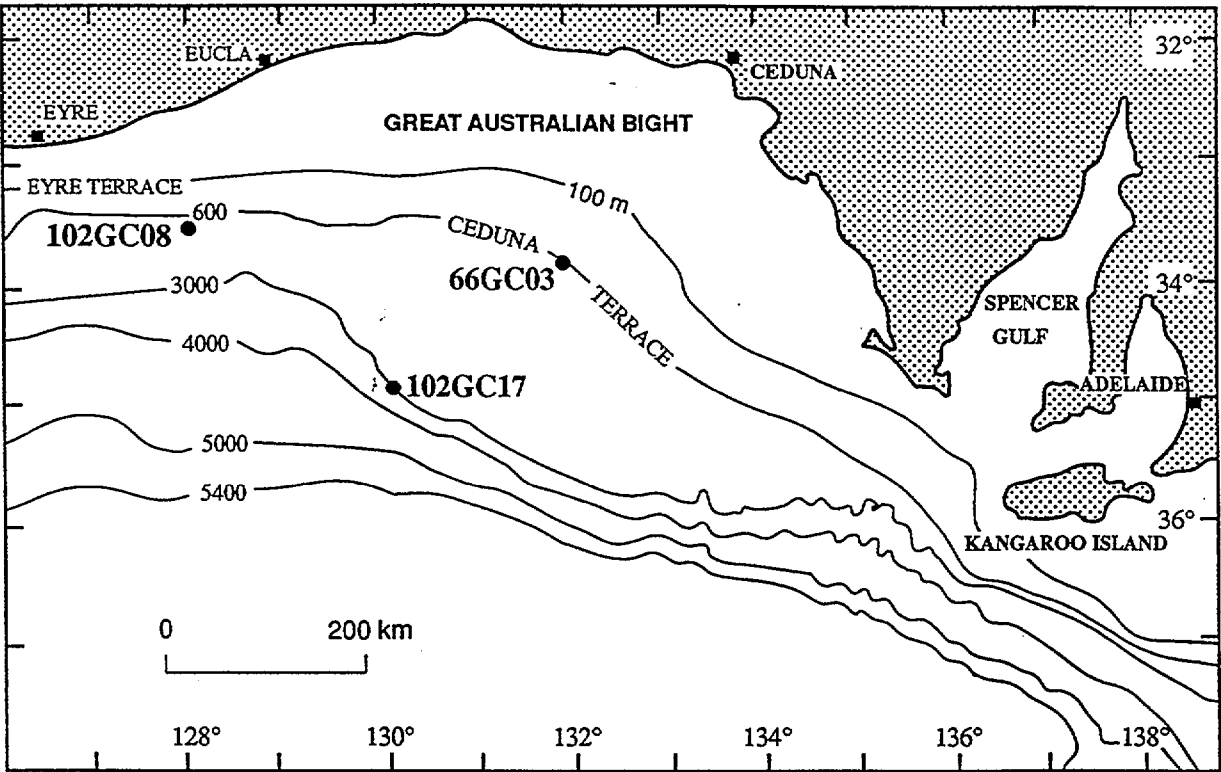 32°
EUCLA
CEDUNA
EYRE
GREAT AUSTRALIAN BIGHT
EYRE TERRACE
100 m
600
102GC08
CEDUNA
TERRACE
66GC03
34°
3000
SPENCER
GULF
4000
102GC17
ADELAIDE
5000
5400
36°
KANGAROO ISLAND
0 200 km
128° 130° 132° 134° 136° 138°